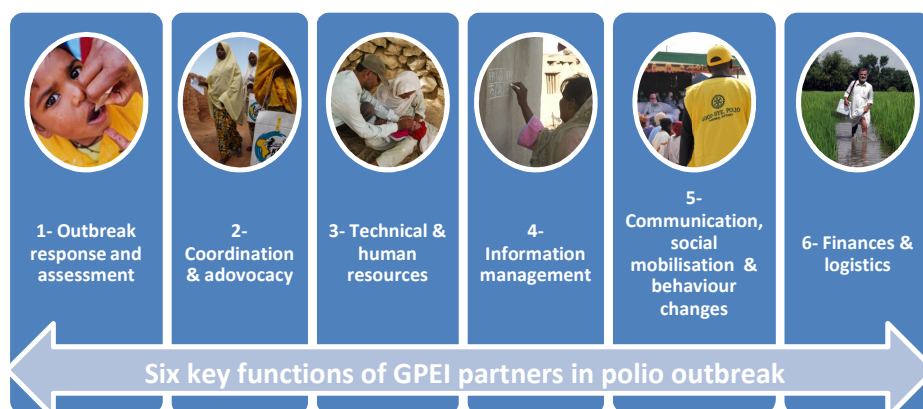 1- Outbreak
response and
assessment
2-
Coordination
& adovocacy
3- Technical &
human
resources
4-
Information
management
5-
Communication,
social
mobilisation &
behaviour
changes
6- Finances &
logistics
Six key functions of GPEI partners in polio outbreak